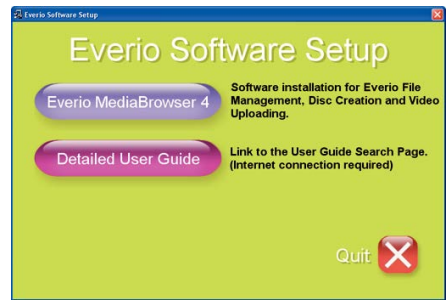 Everio Software Setup
Everio Software Setup
Everio MediaBrowser 4
Software installation for Everio File
Management, Disc Creation and Video
Uploading.
Detailed User Guide
Link to the User Guide Search Page.
(Internet connection required)
Quit